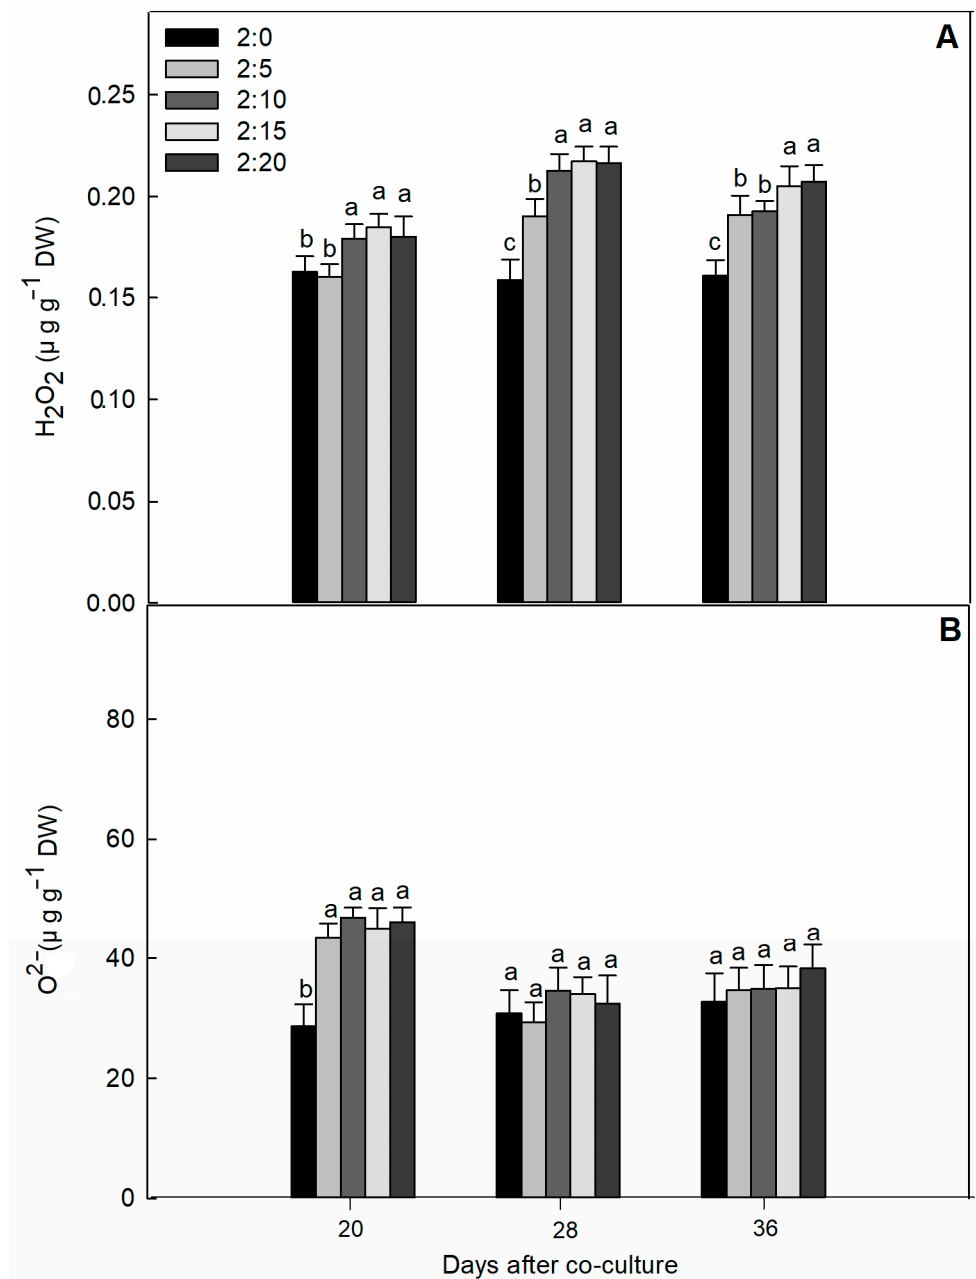 A
2:0
2:5
2:10
2:15
2:20
0.25
0.20
0.15
0.10
0.05
0.00
H₂O₂ (µ g g⁻¹ DW)
b b a a a
c b a a a
c b b a a
B
80
60
40
20
0
O²⁻(µ g g⁻¹ DW)
b a a a a
a a a a a
a a a a a
20 28 36
Days after co-culture